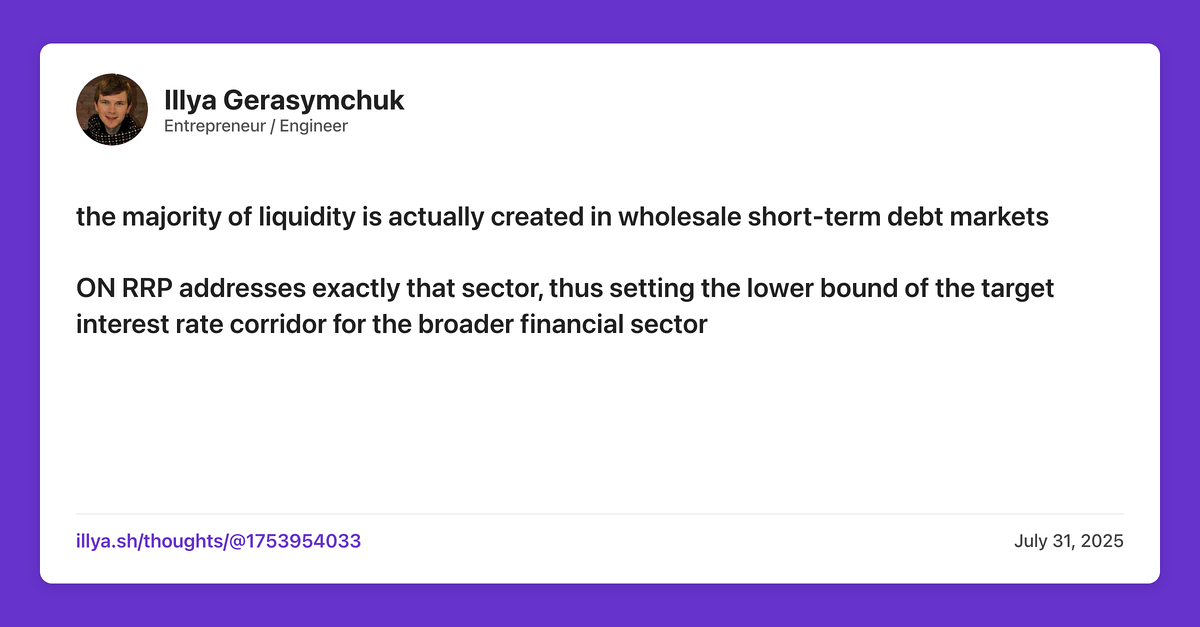 Illya Gerasymchuk
Entrepreneur / Engineer
the majority of liquidity is actually created in wholesale short-term debt markets
ON RRP addresses exactly that sector, thus setting the lower bound of the target
interest rate corridor for the broader financial sector
illya.sh/thoughts/@1753954033
July 31, 2025